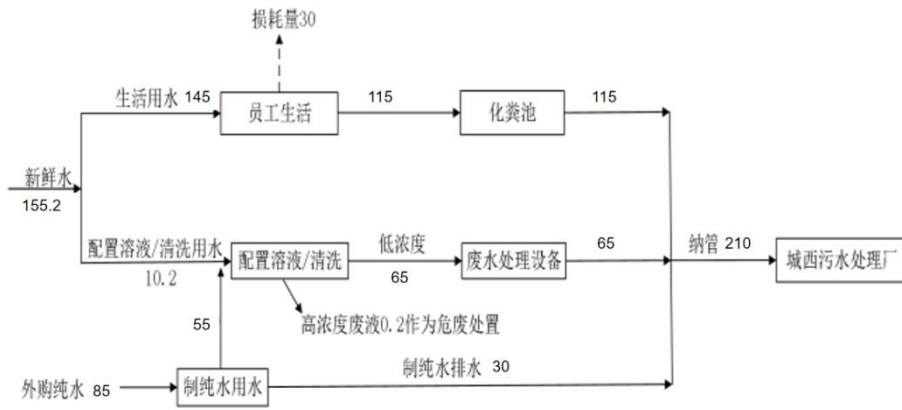 损耗量30
生活用水 145
员工生活
115
化粪池
115
新鲜水
155.2
配置溶液/清洗用水
10.2
配置溶液/清洗
低浓度
65
废水处理设备
65
纳管 210
城西污水处理厂
高浓度废液0.2作为危废处置
55
外购纯水 85
制纯水用水
制纯水排水 30